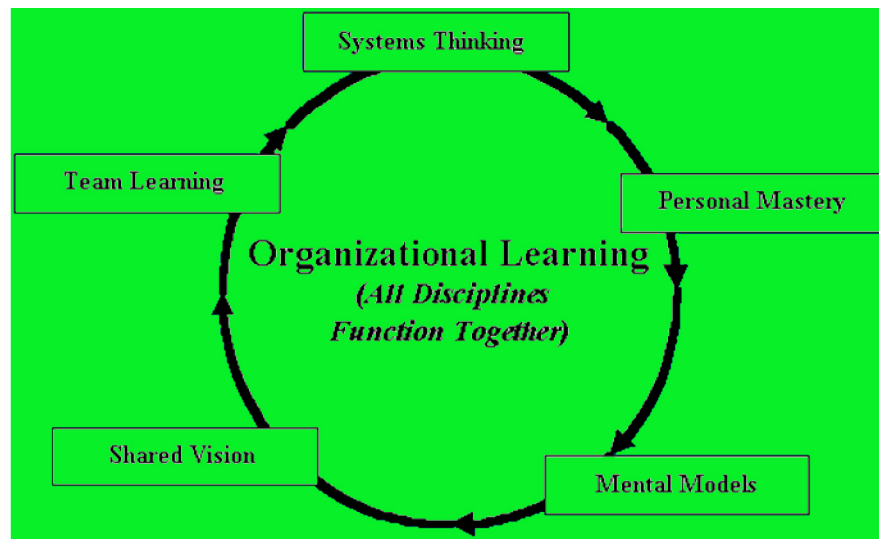 Systems Thinking
Team Learning
Personal Mastery
Organizational Learning
(All Disciplines
Function Together)
Shared Vision
Mental Models